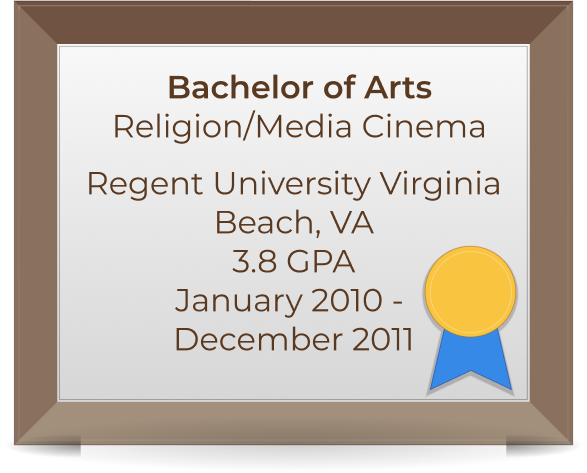 Bachelor of Arts
Religion/Media Cinema
Regent University Virginia
Beach, VA
3.8 GPA
January 2010 -
December 2011